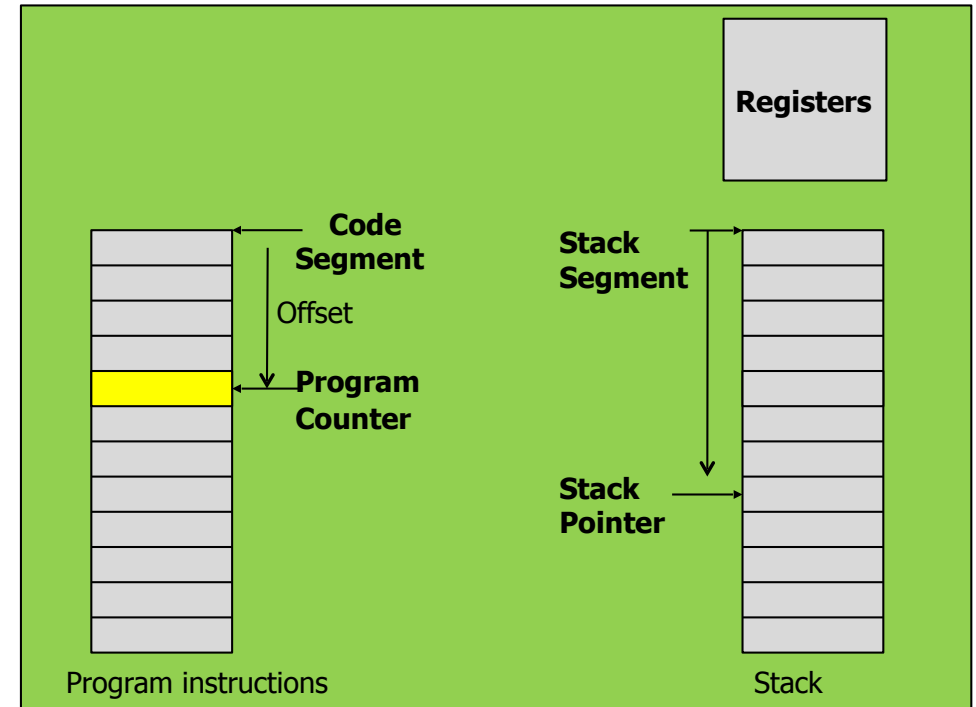 Registers
Code
Segment
Offset
Program
Counter
Program instructions
Stack
Segment
Stack
Pointer
Stack